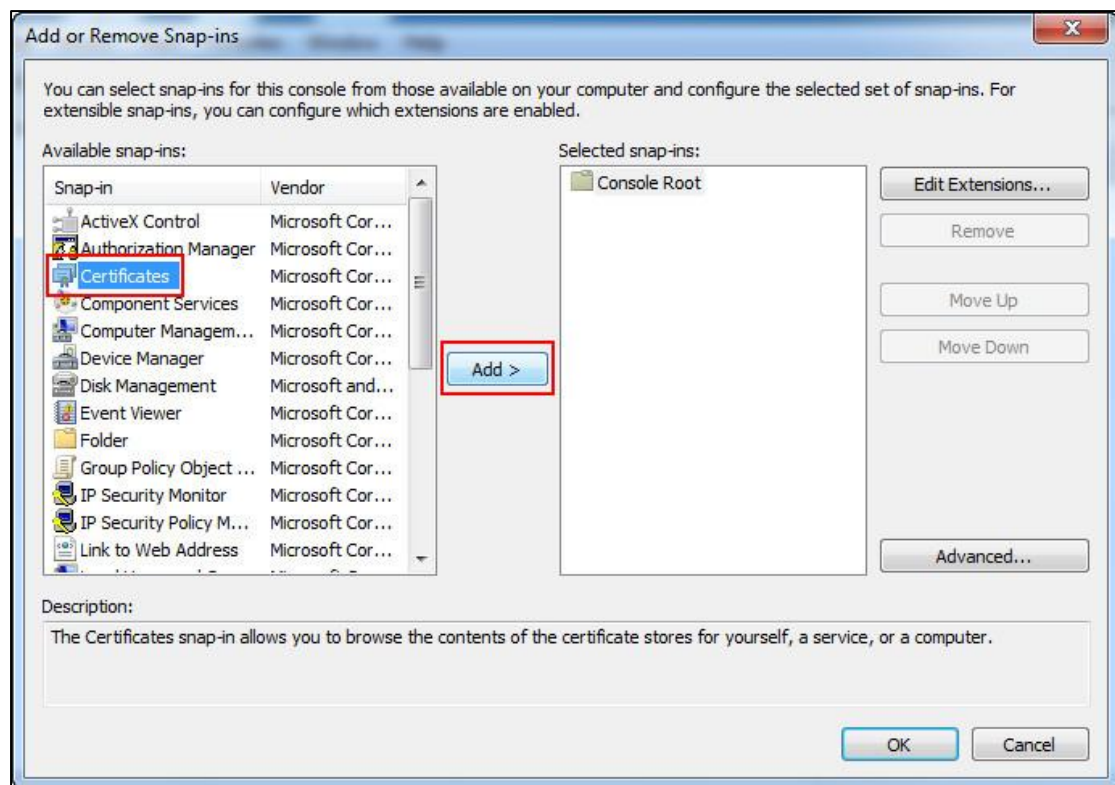 Add or Remove Snap-ins
You can select snap-ins for this console from those available on your computer and configure the selected set of snap-ins. For
extensible snap-ins, you can configure which extensions are enabled.
Available snap-ins:
Selected snap-ins:
Snap-in Vendor
ActiveX Control Microsoft Cor...
Authorization Manager Microsoft Cor...
Certificates Microsoft Cor...
Component Services Microsoft Cor...
Computer Managem... Microsoft Cor...
Device Manager Microsoft Cor...
Disk Management Microsoft and...
Event Viewer Microsoft Cor...
Folder Microsoft Cor...
Group Policy Object ... Microsoft Cor...
IP Security Monitor Microsoft Cor...
IP Security Policy M... Microsoft Cor...
Link to Web Address Microsoft Cor...
Add >
Console Root
Edit Extensions...
Remove
Move Up
Move Down
Advanced...
Description:
The Certificates snap-in allows you to browse the contents of the certificate stores for yourself, a service, or a computer.
OK Cancel